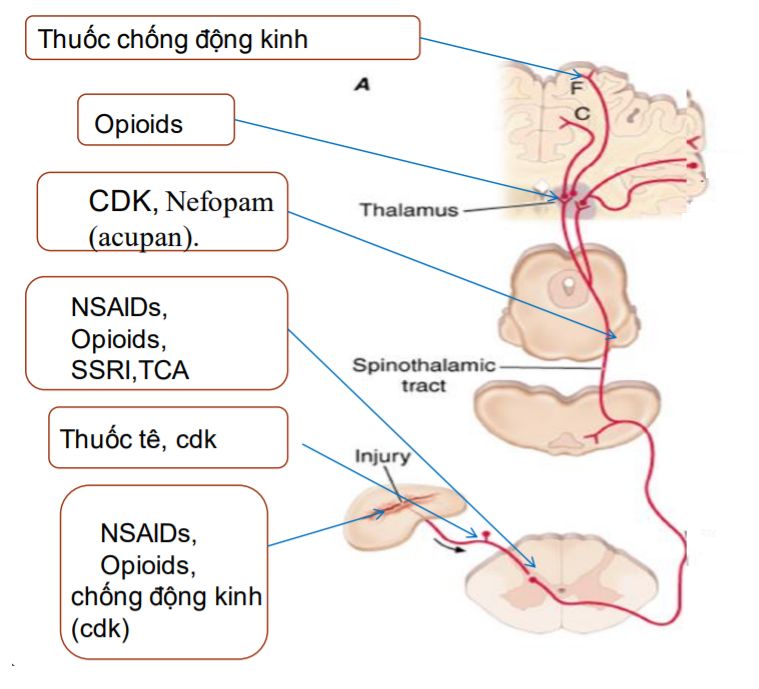 Thuốc chống động kinh
A
F
C
Opioids
Thalamus
CDK, Nefopam
(acupan).
NSAIDs,
Opioids,
SSRI,TCA
Spinothalamic
tract
Thuốc tê, cdk
Injury
NSAIDs,
Opioids,
chống động kinh
(cdk)